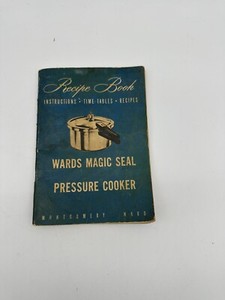 Recipe Book
INSTRUCTIONS • TIME-TABLES • RECIPES
WARDS MAGIC SEAL
PRESSURE COOKER
MONTGOMERY WARD